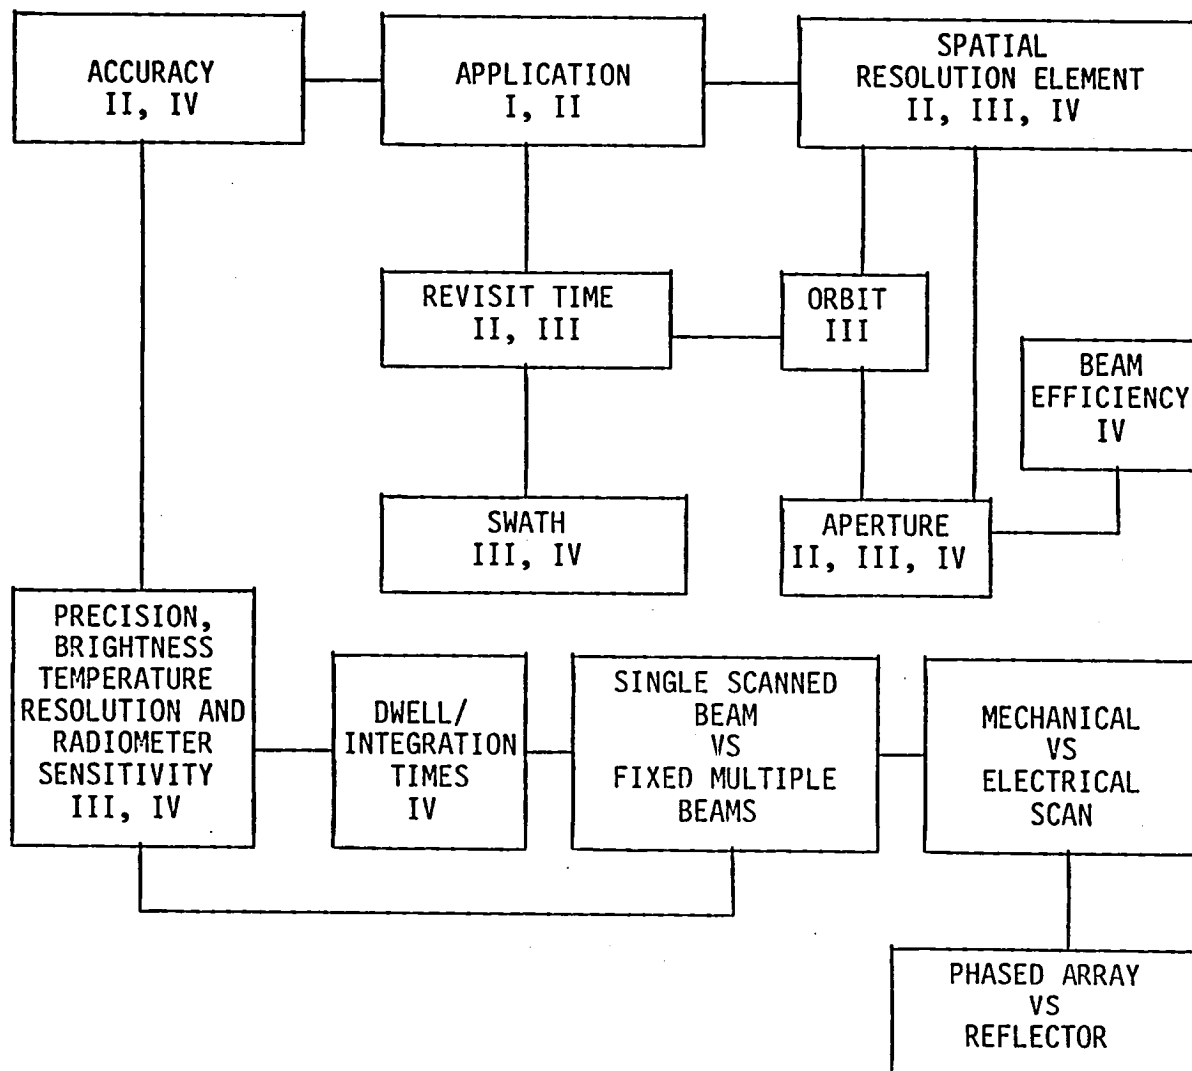 ACCURACY
II, IV
APPLICATION
I, II
SPATIAL
RESOLUTION ELEMENT
II, III, IV
REVISIT TIME
II, III
ORBIT
III
BEAM
EFFICIENCY
IV
SWATH
III, IV
APERTURE
II, III, IV
PRECISION,
BRIGHTNESS
TEMPERATURE
RESOLUTION AND
RADIOMETER
SENSITIVITY
III, IV
DWELL/
INTEGRATION
TIMES
IV
SINGLE SCANNED
BEAM
VS
FIXED MULTIPLE
BEAMS
MECHANICAL
VS
ELECTRICAL
SCAN
PHASED ARRAY
VS
REFLECTOR